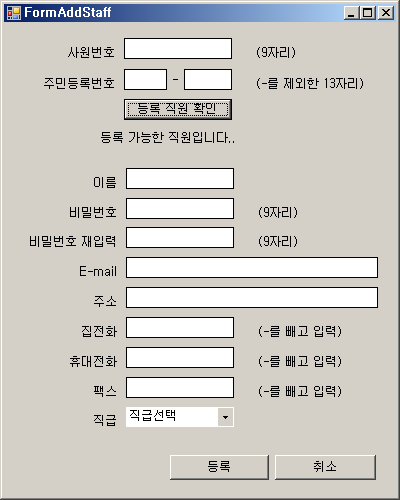 FormAddStaff
사원번호 (9자리)
주민등록번호 - (-를 제외한 13자리)
등록 직원 확인
등록 가능한 직원입니다..
이름
비밀번호 (9자리)
비밀번호 재입력 (9자리)
E-mail
주소
집전화 (-를 빼고 입력)
휴대전화 (-를 빼고 입력)
팩스 (-를 빼고 입력)
직급 직급선택
등록 취소